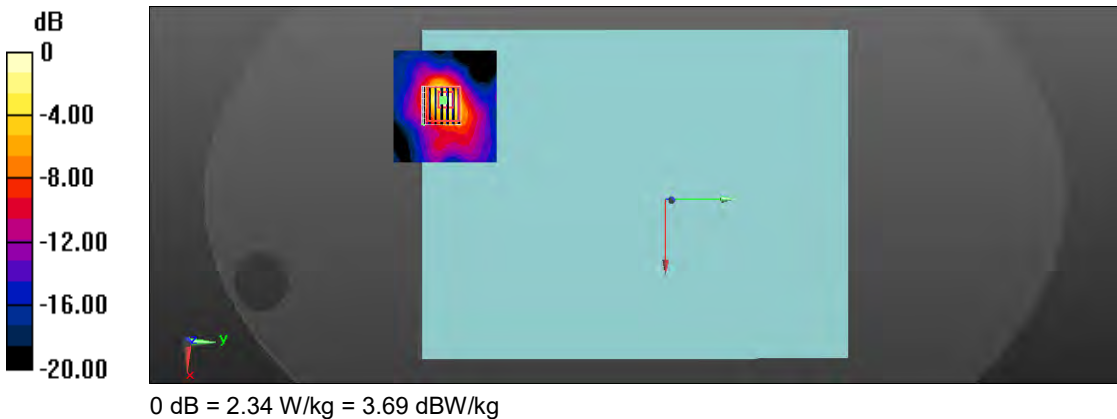 dB
0
-4.00
-8.00
-12.00
-16.00
-20.00
y
x
0 dB = 2.34 W/kg = 3.69 dBW/kg